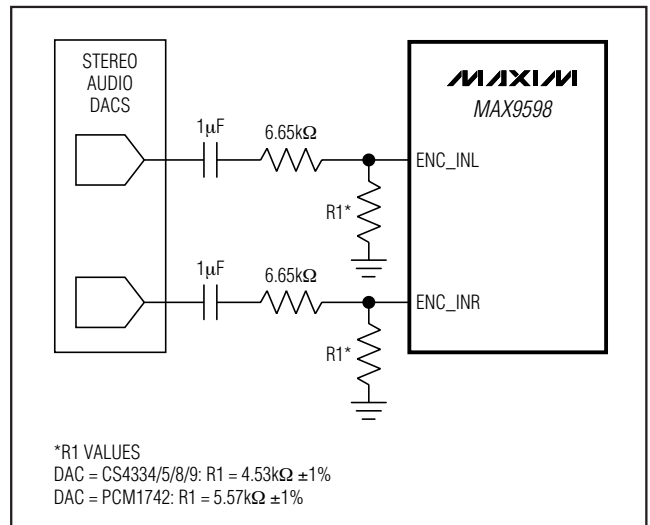 STEREO
AUDIO
DACS
MAXIM
MAX9598
1µF
6.65kΩ
ENC_INL
R1*
1µF
6.65kΩ
ENC_INR
R1*
*R1 VALUES
DAC = CS4334/5/8/9: R1 = 4.53kΩ ±1%
DAC = PCM1742: R1 = 5.57kΩ ±1%